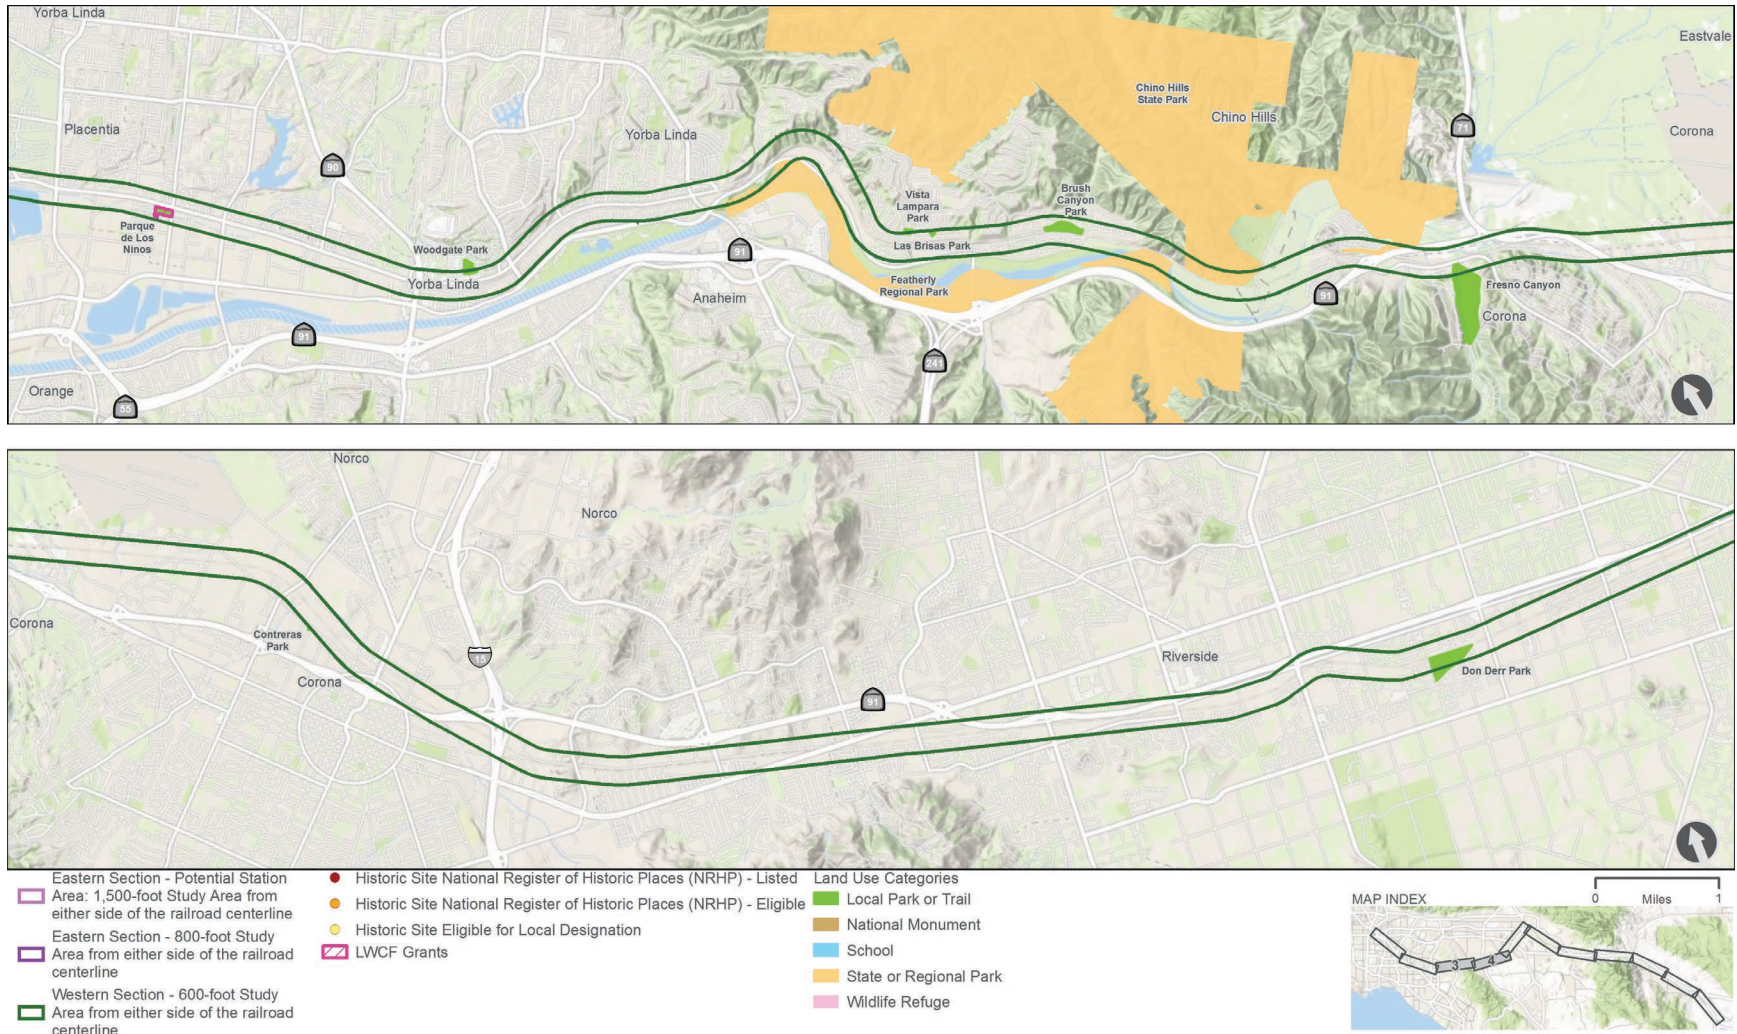 Yorba Linda
Eastvale
Chino Hills
State Park
Chino Hills
Placentia
Yorba Linda
71
Corona
90
Vista
Lampara
Park
Brush
Canyon
Park
Parque
de Los
Ninos
Woodgate Park
91
Las Brisas Park
Yorba Linda
Anaheim
Featherly
Regional Park
91
Fresno Canyon
Corona
91
241
Orange
55
Norco
Norco
Corona
Contreras
Park
15
Riverside
Corona
Don Derr Park
91
Eastern Section - Potential Station
Area: 1,500-foot Study Area from
either side of the railroad centerline
Eastern Section - 800-foot Study
Area from either side of the railroad
centerline
Western Section - 600-foot Study
Area from either side of the railroad
centerline
Historic Site National Register of Historic Places (NRHP) - Listed
Historic Site National Register of Historic Places (NRHP) - Eligible
Historic Site Eligible for Local Designation
LWCF Grants
Land Use Categories
Local Park or Trail
National Monument
School
State or Regional Park
Wildlife Refuge
MAP INDEX
0 Miles 1
3 4